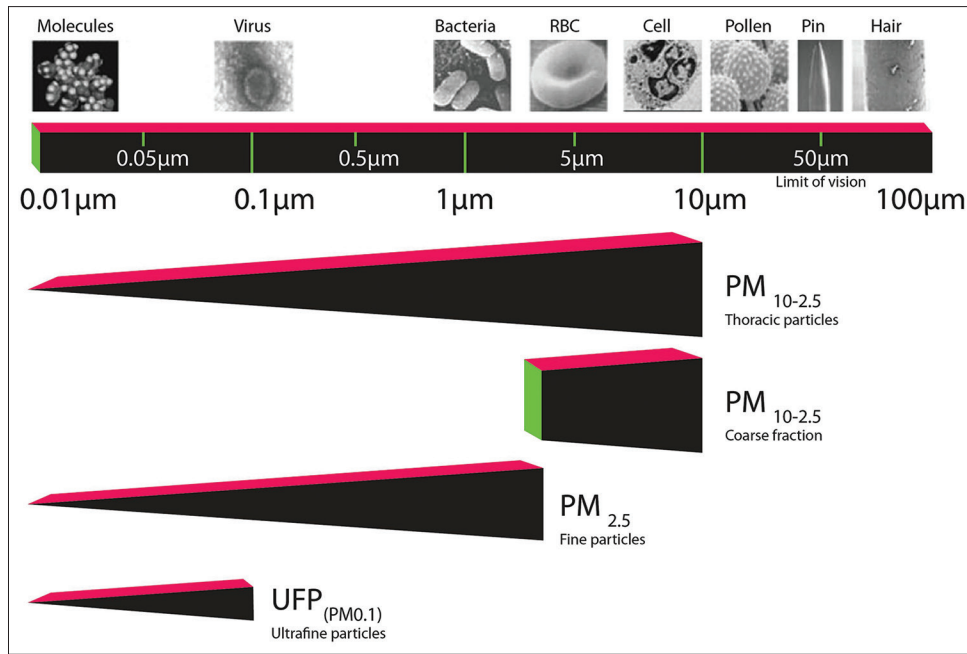 Molecules Virus Bacteria RBC Cell Pollen Pin Hair
0.05µm 0.5µm 5µm 50µm
Limit of vision
0.01µm 0.1µm 1µm 10µm 100µm
PM 10-2.5
Thoracic particles
PM 10-2.5
Coarse fraction
PM 2.5
Fine particles
UFP (PM0.1)
Ultrafine particles